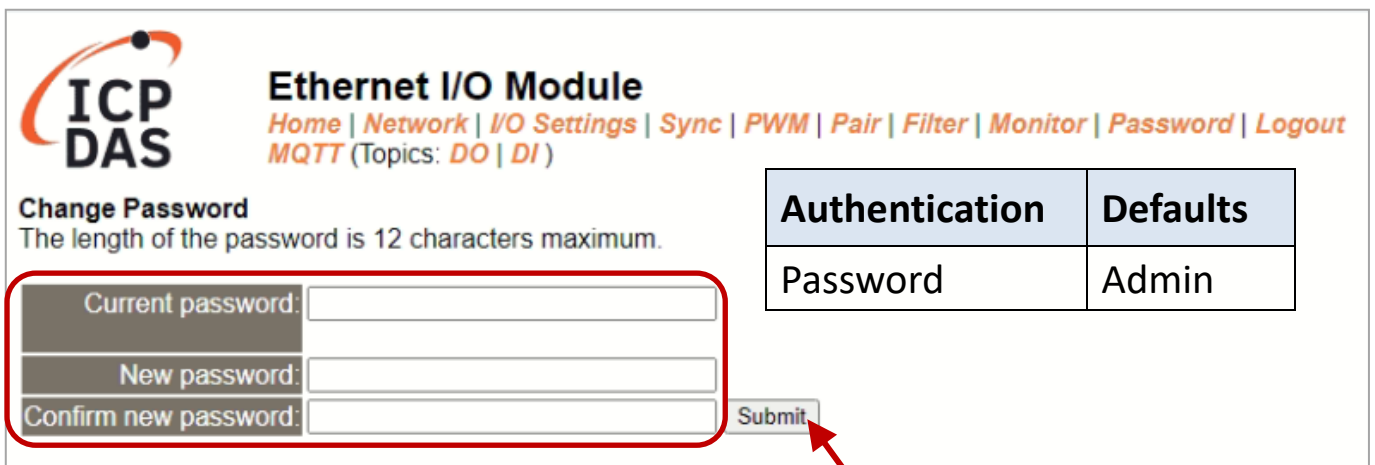 ICP
DAS
Ethernet I/O Module
Home | Network | I/O Settings | Sync | PWM | Pair | Filter | Monitor | Password | Logout
MQTT (Topics: DO | DI )
Change Password
The length of the password is 12 characters maximum.
Authentication Defaults
Password Admin
Current password:
New password:
Confirm new password: Submit